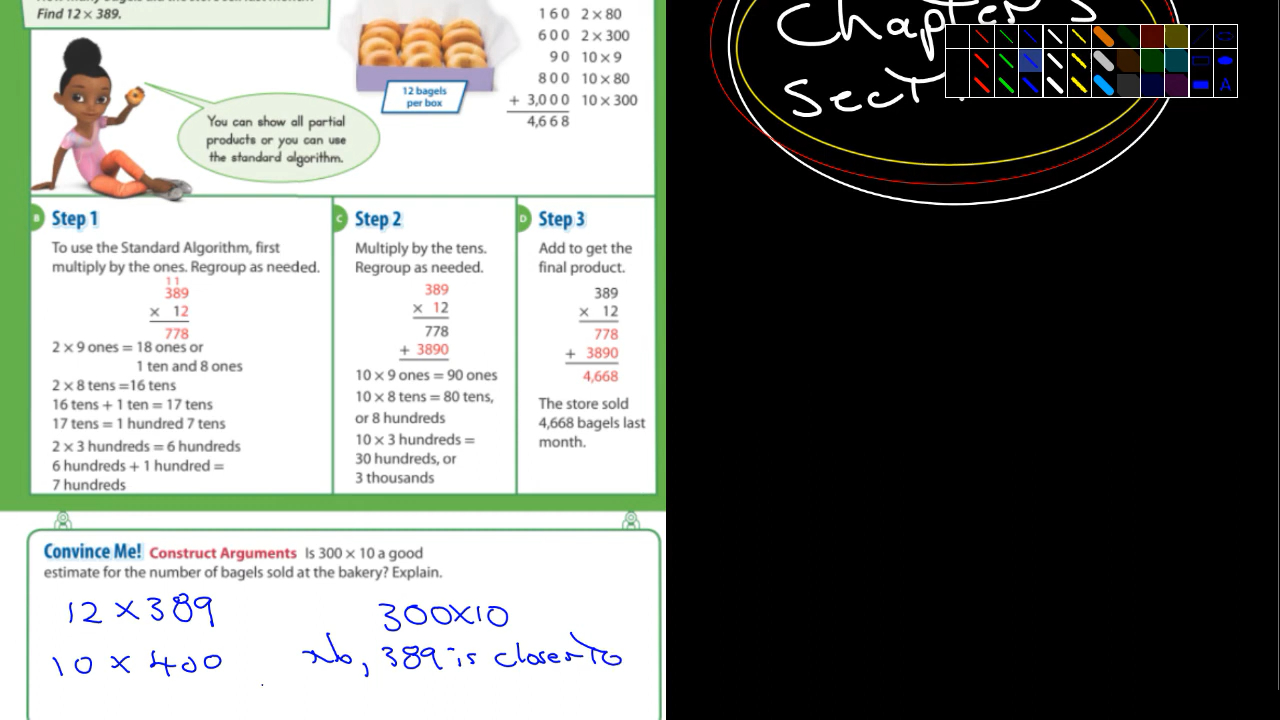 Find 12 × 389.
160 2 × 80
600 2 × 300
90 10 × 9
800 10 × 80
+ 3,000 10 × 300
4,668
12 bagels
per box
You can show all partial
products or you can use
the standard algorithm.
Chapter 3
B Step 1
To use the Standard Algorithm, first
multiply by the ones. Regroup as needed.
11
389
× 12
778
2 × 9 ones = 18 ones or
1 ten and 8 ones
2 × 8 tens =16 tens
16 tens + 1 ten = 17 tens
17 tens = 1 hundred 7 tens
2 × 3 hundreds = 6 hundreds
6 hundreds + 1 hundred =
7 hundreds
C Step 2
Multiply by the tens.
Regroup as needed.
389
× 12
778
+ 3890
10 × 9 ones = 90 ones
10 × 8 tens = 80 tens,
or 8 hundreds
10 × 3 hundreds =
30 hundreds, or
3 thousands
D Step 3
Add to get the
final product.
389
× 12
778
+ 3890
4,668
The store sold
4,668 bagels last
month.
Convince Me! Construct Arguments Is 300 × 10 a good
estimate for the number of bagels sold at the bakery? Explain.
12 × 389
300×10
10 × 400
No, 389 is closer to
A